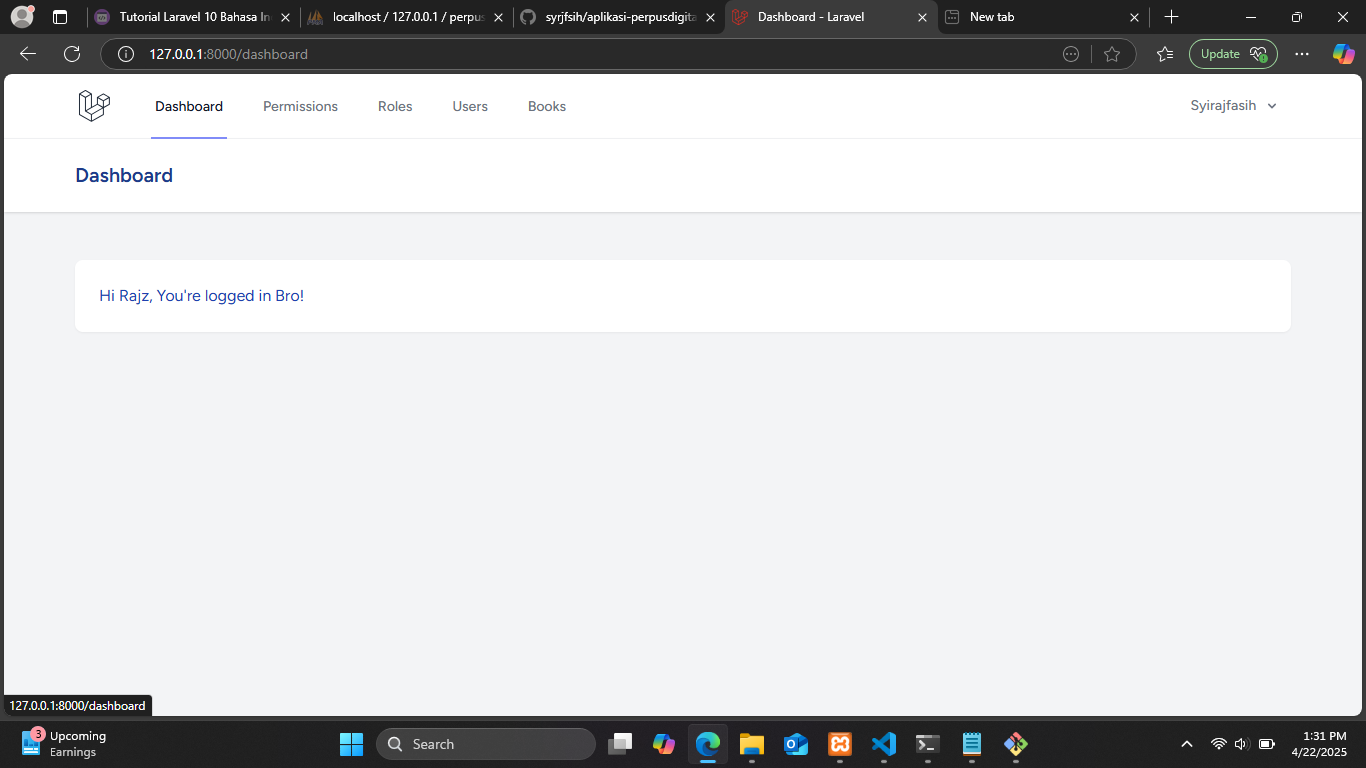 Tutorial Laravel 10 Bahasa In
localhost / 127.0.0.1 / perpus
syrjfsih/aplikasi-perpusdigita
Dashboard - Laravel
New tab
127.0.0.1:8000/dashboard
Update
Dashboard
Permissions
Roles
Users
Books
Syirajfasih
Dashboard
Hi Rajz, You're logged in Bro!
127.0.0.1:8000/dashboard
3
Upcoming
Earnings
Search
1:31 PM
4/22/2025